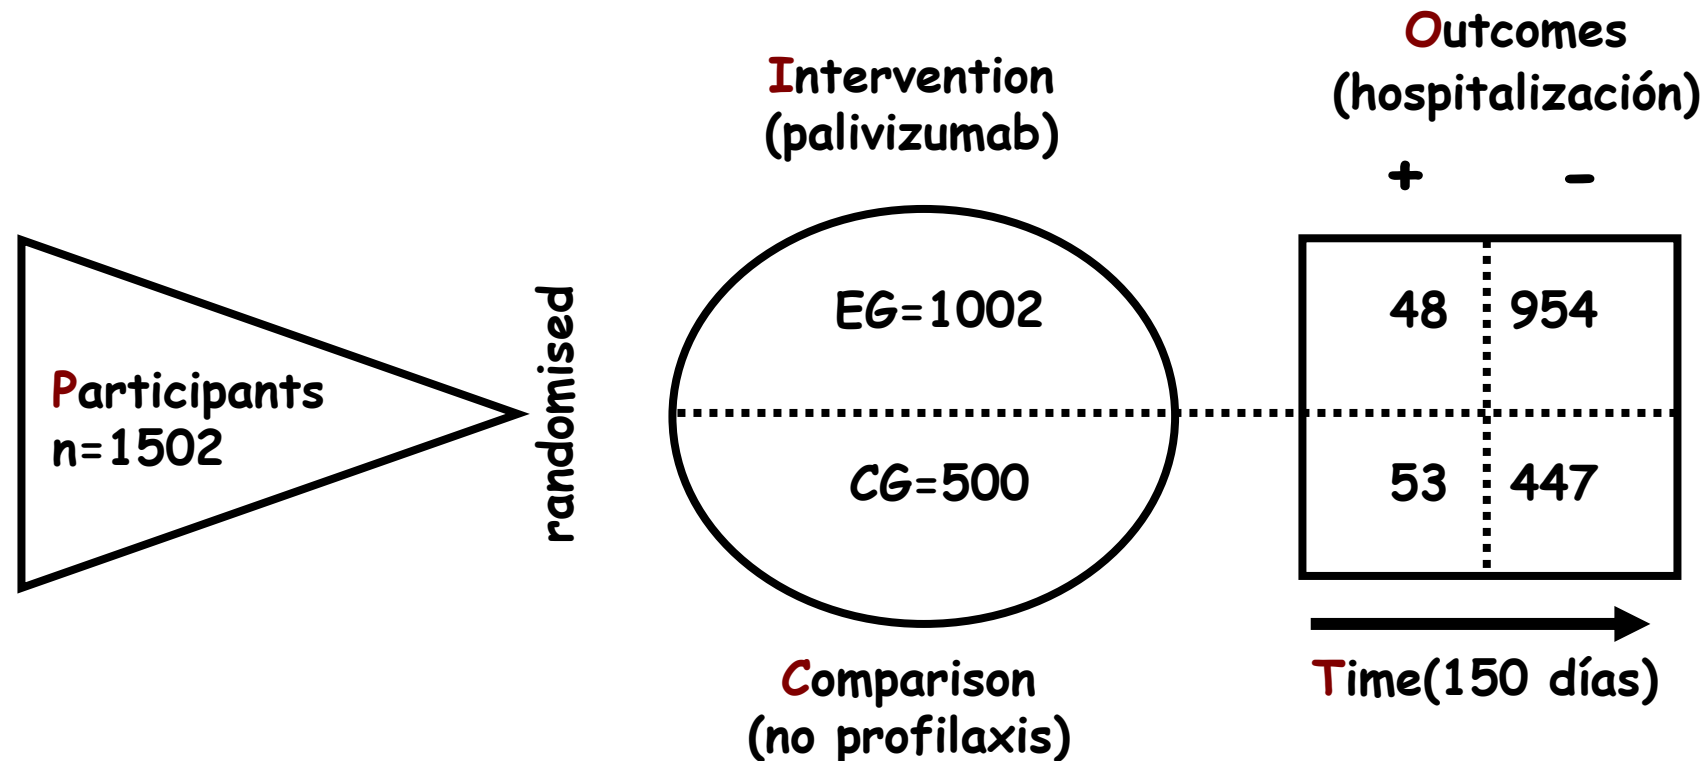 Participants
n=1502
randomised
Intervention
(palivizumab)
EG=1002
CG=500
Comparison
(no profilaxis)
Outcomes
(hospitalización)
+ -
48 954
53 447
Time(150 días)